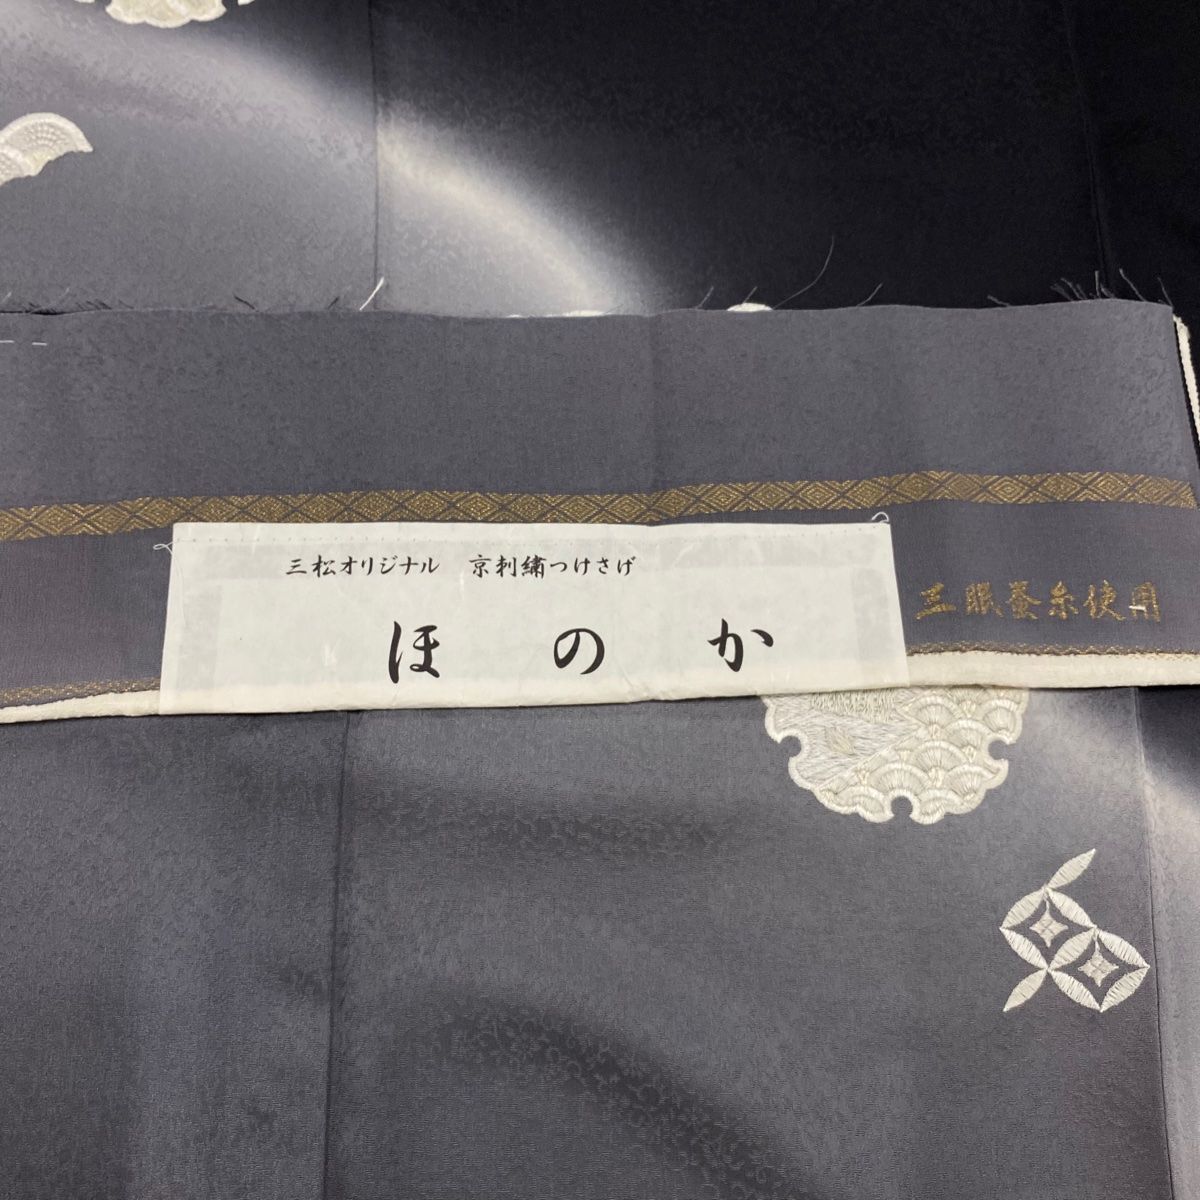 三松オリジナル 京刺繍つけさげ
ほのか
三眠蚕糸使用